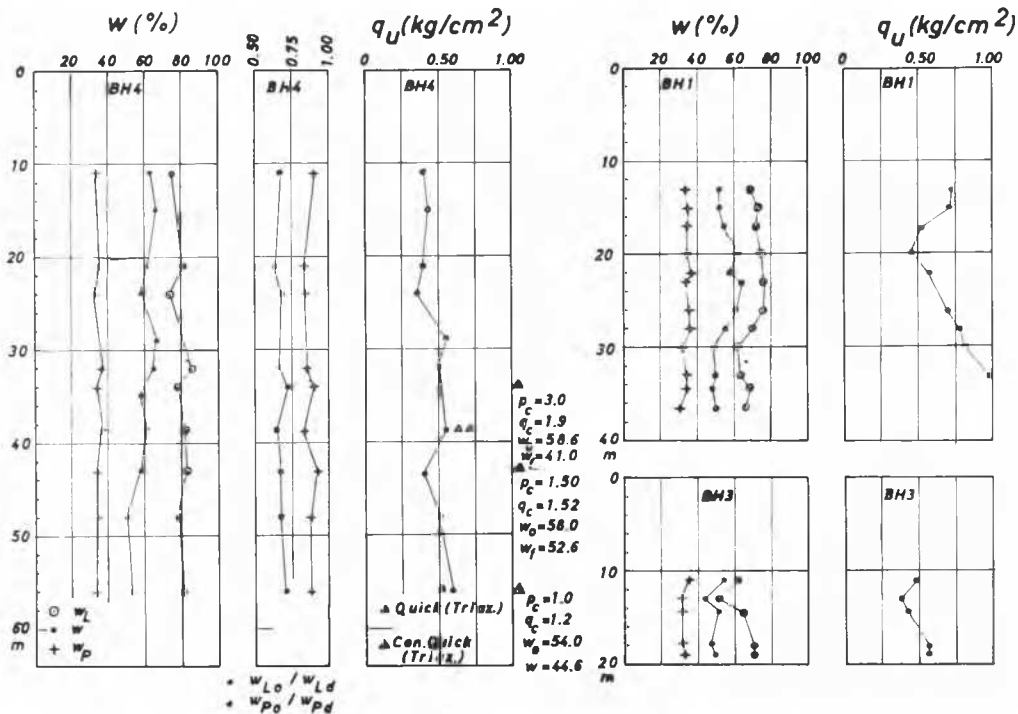 w (%)
0.50
0.75
1.00
q_u (kg/cm²)
w (%)
q_u (kg/cm²)
20 40 60 80 100
0 0.50 1.00
20 40 60 80 100
0 0.50 1.00
0
BH4
BH4
BH4
0
BH1
BH1
10
10
20
20
30
30
40
40
m
50
60
m
p_c = 3.0
q_c = 1.9
w = 58.6
w_f = 41.0
p_c = 1.50
q_c = 1.52
w_o = 58.0
w_f = 52.6
p_c = 1.0
q_c = 1.2
w_o = 54.0
w = 44.6
0
BH3
BH3
10
20
m
w_L
w
w_P
Quick (Triax.)
Con. Quick
(Triax.)
w_Lo / w_Ld
w_Po / w_Pd